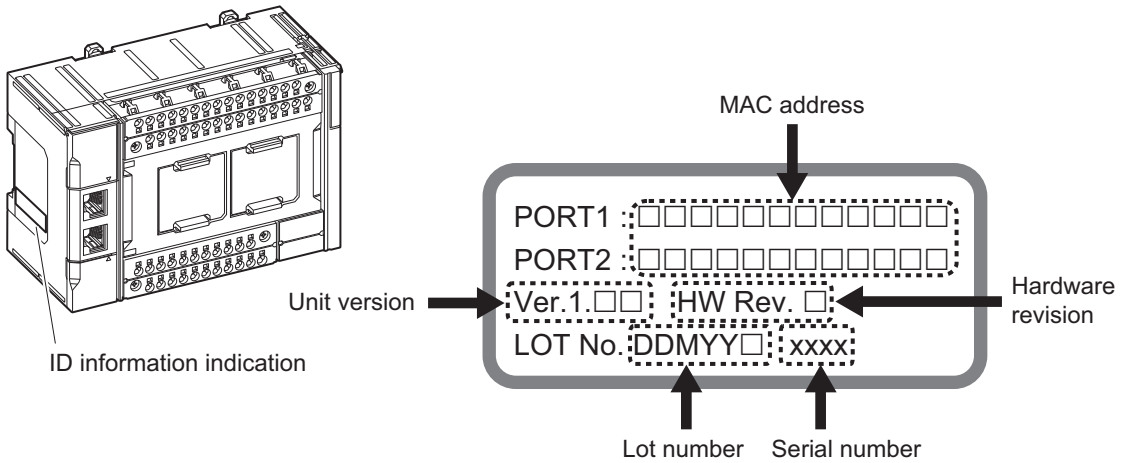 MAC address
PORT1 :□□□□□□□□□□□□
PORT2 :□□□□□□□□□□□□
Unit version
Ver.1.□□ HW Rev. □
Hardware
revision
LOT No. DDMYY□ xxxx
ID information indication
Lot number Serial number